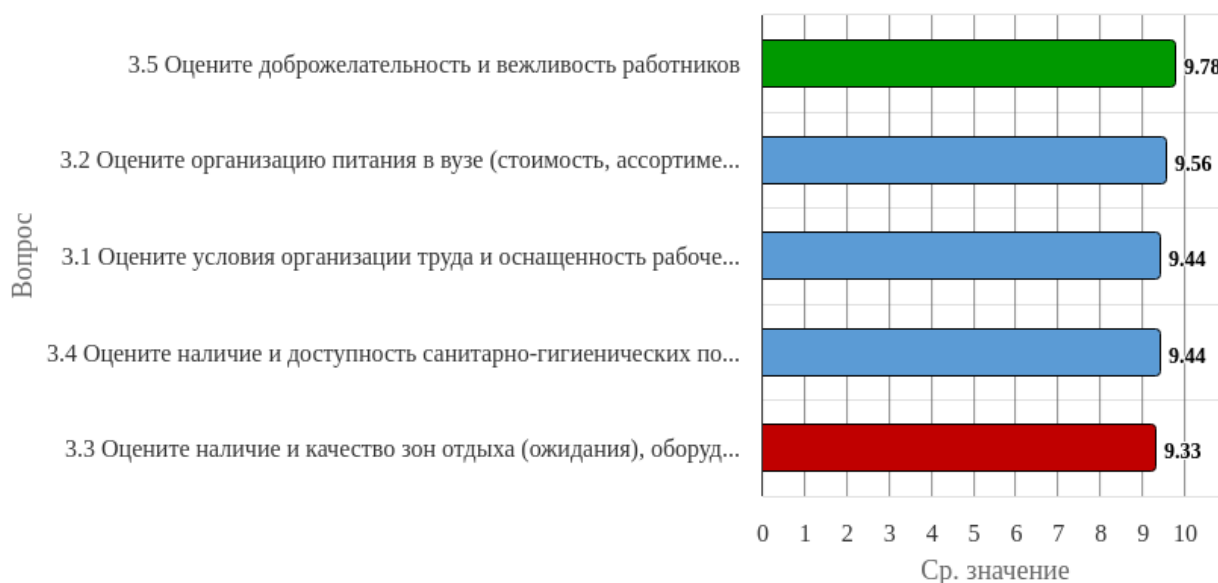 3.5 Оцените доброжелательность и вежливость работников
9.78
3.2 Оцените организацию питания в вузе (стоимость, ассортиме...
9.56
3.1 Оцените условия организации труда и оснащенность рабоче...
9.44
3.4 Оцените наличие и доступность санитарно-гигиенических по...
9.44
3.3 Оцените наличие и качество зон отдыха (ожидания), оборуд...
9.33
Вопрос
0 1 2 3 4 5 6 7 8 9 10
Ср. значение